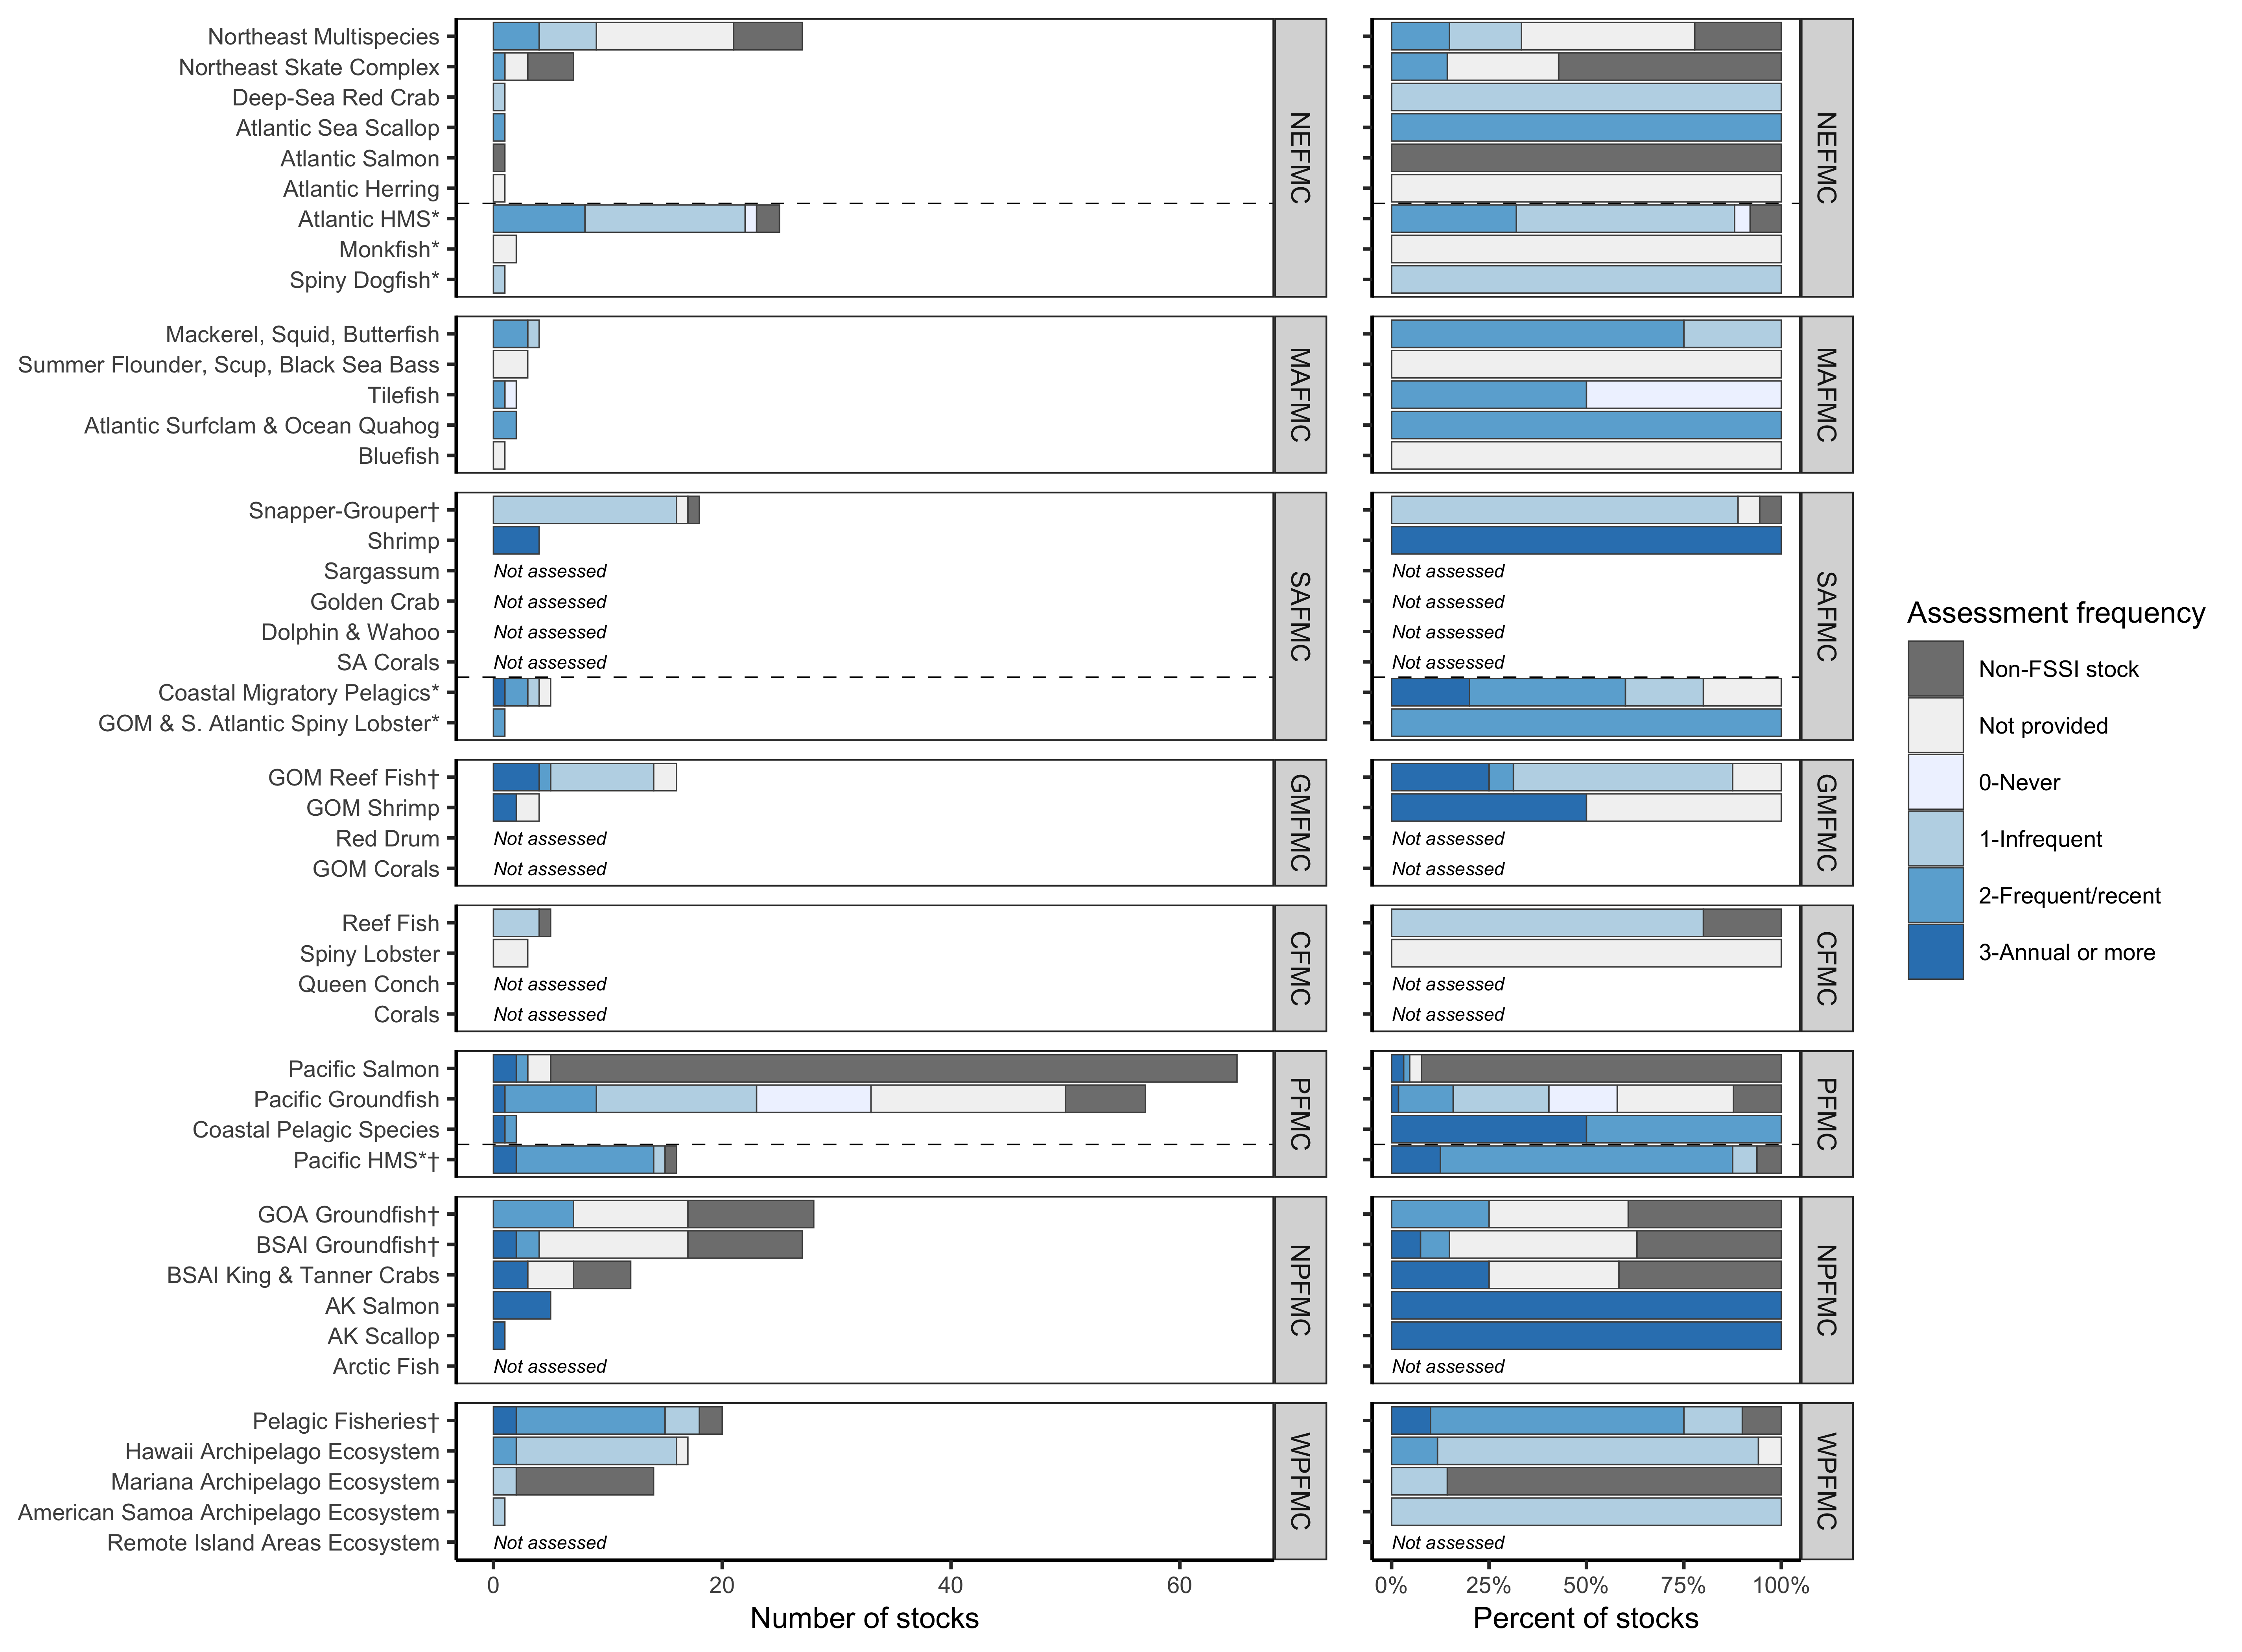 Northeast Multispecies
Northeast Skate Complex
Deep-Sea Red Crab
Atlantic Sea Scallop
Atlantic Salmon
Atlantic Herring
Atlantic HMS*
Monkfish*
Spiny Dogfish*
NEFMC
NEFMC
Mackerel, Squid, Butterfish
Summer Flounder, Scup, Black Sea Bass
Tilefish
Atlantic Surfclam & Ocean Quahog
Bluefish
MAFMC
MAFMC
Snapper-Grouper†
Shrimp
Sargassum Not assessed Not assessed
Golden Crab Not assessed Not assessed
Dolphin & Wahoo Not assessed Not assessed
SA Corals Not assessed Not assessed
Coastal Migratory Pelagics*
GOM & S. Atlantic Spiny Lobster*
SAFMC
SAFMC
GOM Reef Fish†
GOM Shrimp
Red Drum Not assessed Not assessed
GOM Corals Not assessed Not assessed
GMFMC
GMFMC
Reef Fish
Spiny Lobster
Queen Conch Not assessed Not assessed
Corals Not assessed Not assessed
CFMC
CFMC
Pacific Salmon
Pacific Groundfish
Coastal Pelagic Species
Pacific HMS*†
PFMC
PFMC
GOA Groundfish†
BSAI Groundfish†
BSAI King & Tanner Crabs
AK Salmon
AK Scallop
Arctic Fish Not assessed Not assessed
NPFMC
NPFMC
Pelagic Fisheries†
Hawaii Archipelago Ecosystem
Mariana Archipelago Ecosystem
American Samoa Archipelago Ecosystem
Remote Island Areas Ecosystem Not assessed Not assessed
WPFMC
WPFMC
0 20 40 60
Number of stocks
0% 25% 50% 75% 100%
Percent of stocks
Assessment frequency
Non-FSSI stock
Not provided
0-Never
1-Infrequent
2-Frequent/recent
3-Annual or more